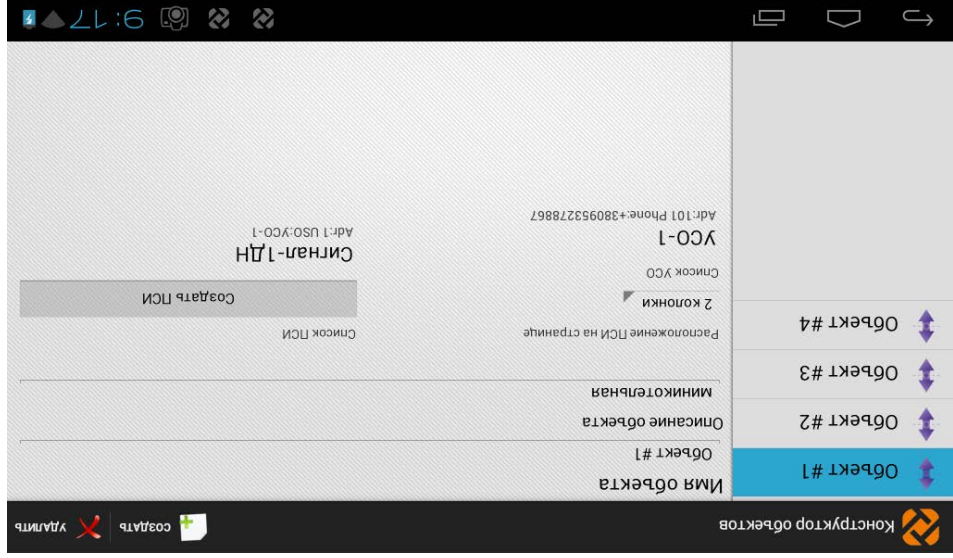 Конструктор объектов
СОЗДАТЬ
УДАЛИТЬ
Объект #1
Объект #2
Объект #3
Объект #4
Имя объекта
Объект #1
Описание объекта
миникотельная
Расположение ПСИ на странице
2 колонки
Список УСО
УСО-1
Adr:101 Phone:+380953278867
Список ПСИ
Создать ПСИ
Сигнал-1ДН
Adr:1 USO:УСО-1
9:17